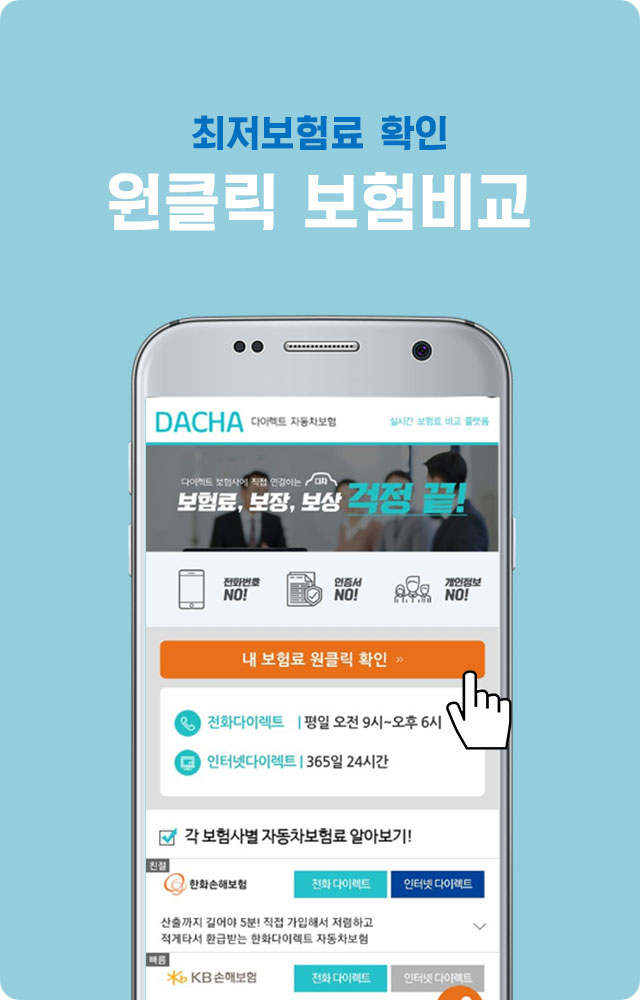 최저보험료 확인
원클릭 보험비교
DACHA 다이렉트 자동차보험 실시간 보험료 비교 플랫폼
다이렉트 보험사에 직접 연결하는 다차
보험료, 보장, 보상 걱정 끝!
전화번호 NO!
인증서 NO!
개인정보 NO!
내 보험료 원클릭 확인 »
전화다이렉트 | 평일 오전 9시~오후 6시
인터넷다이렉트 | 365일 24시간
각 보험사별 자동차보험료 알아보기!
친절
한화손해보험 전화 다이렉트 인터넷 다이렉트
산출까지 길어야 5분! 직접 가입해서 저렴하고
적게타서 환급받는 한화다이렉트 자동차보험
빠름
KB손해보험 전화 다이렉트 인터넷 다이렉트